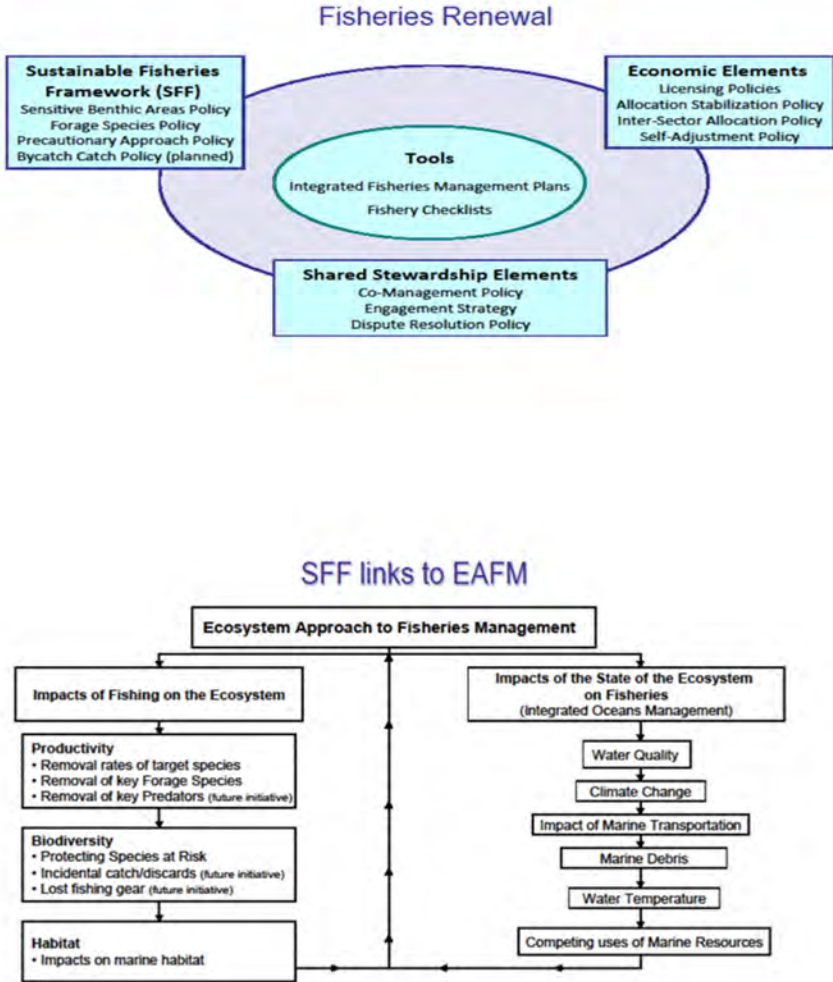 Fisheries Renewal
Sustainable Fisheries
Framework (SFF)
Sensitive Benthic Areas Policy
Forage Species Policy
Precautionary Approach Policy
Bycatch Catch Policy (planned)
Economic Elements
Licensing Policies
Allocation Stabilization Policy
Inter-Sector Allocation Policy
Self-Adjustment Policy
Tools
Integrated Fisheries Management Plans
Fishery Checklists
Shared Stewardship Elements
Co-Management Policy
Engagement Strategy
Dispute Resolution Policy
SFF links to EAFM
Ecosystem Approach to Fisheries Management
Impacts of Fishing on the Ecosystem
Productivity
• Removal rates of target species
• Removal of key Forage Species
• Removal of key Predators (future initiative)
Biodiversity
• Protecting Species at Risk
• Incidental catch/discards (future initiative)
• Lost fishing gear (future initiative)
Habitat
• Impacts on marine habitat
Impacts of the State of the Ecosystem
on Fisheries
(Integrated Oceans Management)
Water Quality
Climate Change
Impact of Marine Transportation
Marine Debris
Water Temperature
Competing uses of Marine Resources